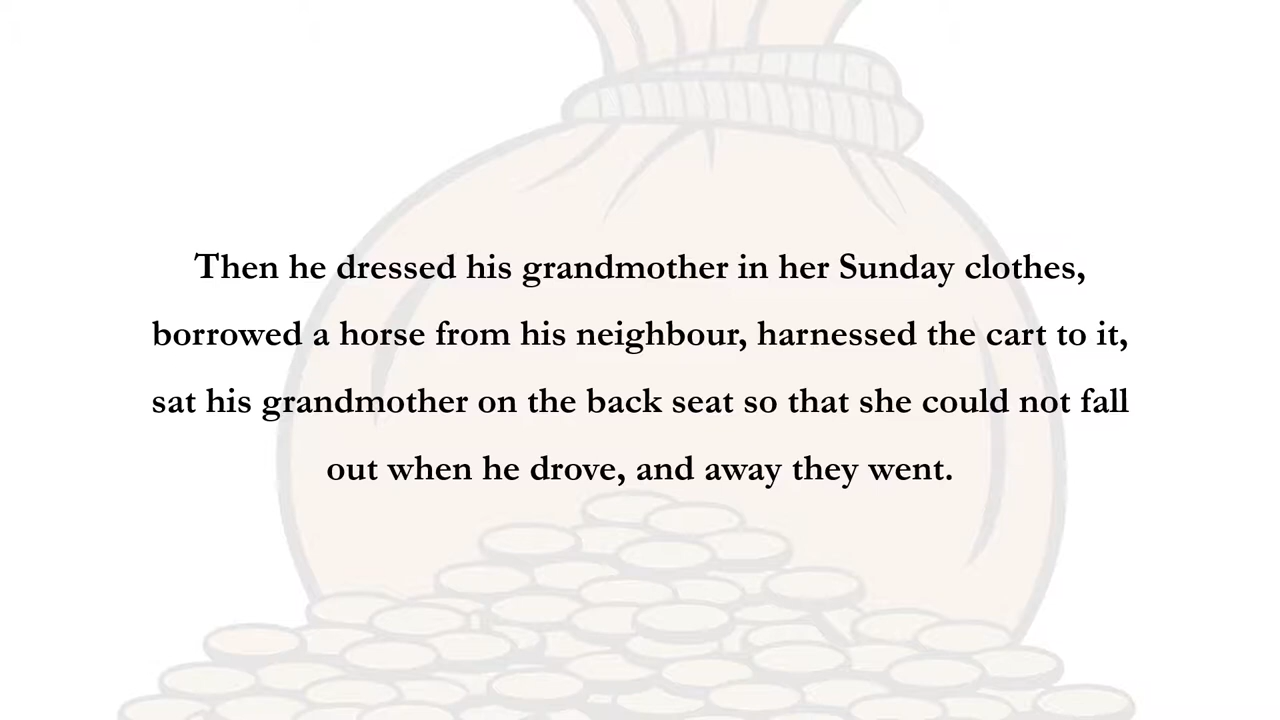 Then he dressed his grandmother in her Sunday clothes,
borrowed a horse from his neighbour, harnessed the cart to it,
sat his grandmother on the back seat so that she could not fall
out when he drove, and away they went.